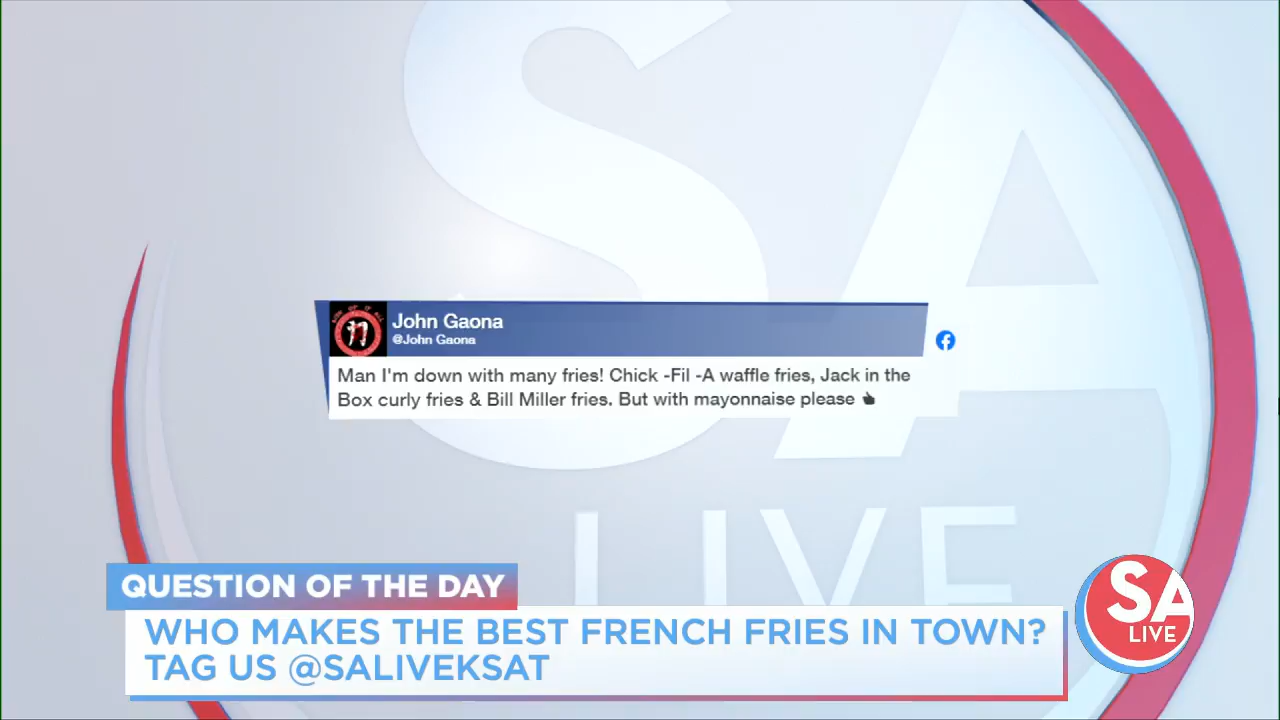 SA
LIVE
John Gaona
@John Gaona
Man I'm down with many fries! Chick -Fil -A waffle fries, Jack in the
Box curly fries & Bill Miller fries. But with mayonnaise please
QUESTION OF THE DAY
WHO MAKES THE BEST FRENCH FRIES IN TOWN?
TAG US @SALIVEKSAT
SA
LIVE